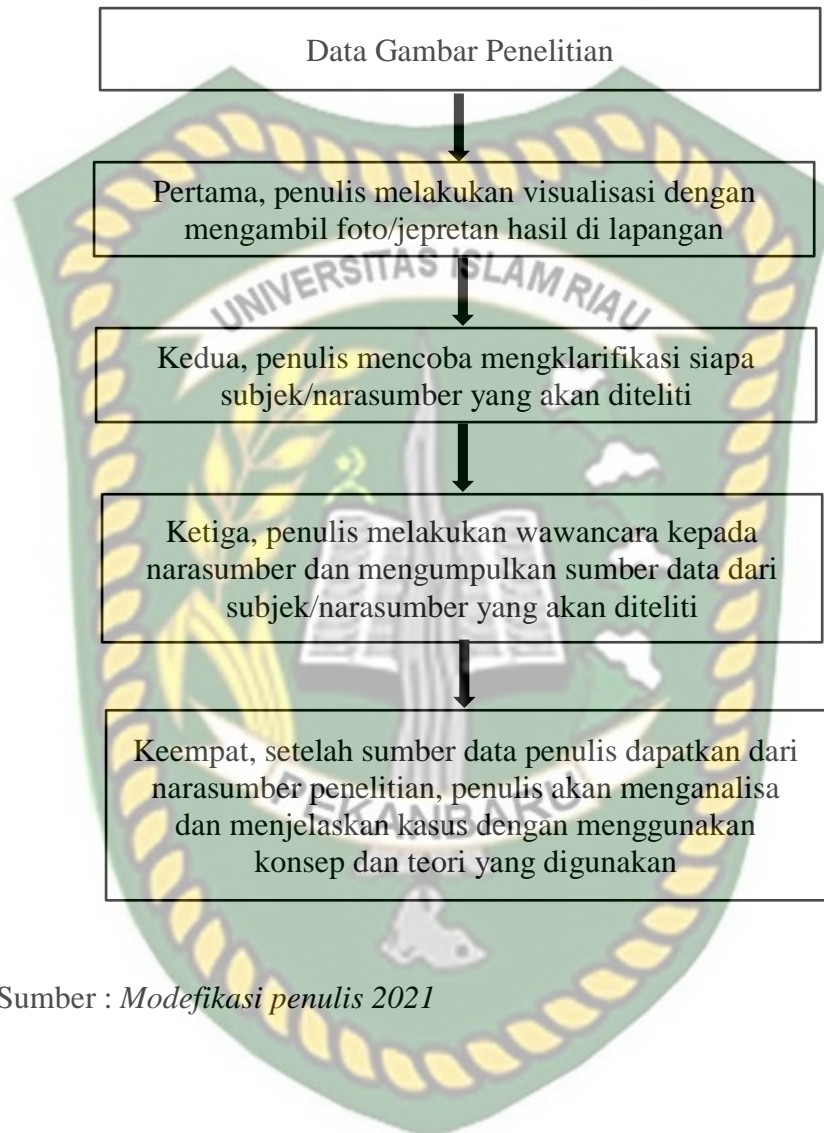 Data Gambar Penelitian
Pertama, penulis melakukan visualisasi dengan
mengambil foto/jepretan hasil di lapangan
UNIVERSITAS ISLAM RIAU
Kedua, penulis mencoba mengklarifikasi siapa
subjek/narasumber yang akan diteliti
Ketiga, penulis melakukan wawancara kepada
narasumber dan mengumpulkan sumber data dari
subjek/narasumber yang akan diteliti
Keempat, setelah sumber data penulis dapatkan dari
narasumber penelitian, penulis akan menganalisa
dan menjelaskan kasus dengan menggunakan
konsep dan teori yang digunakan
PEKANBARU
Sumber : Modefikasi penulis 2021